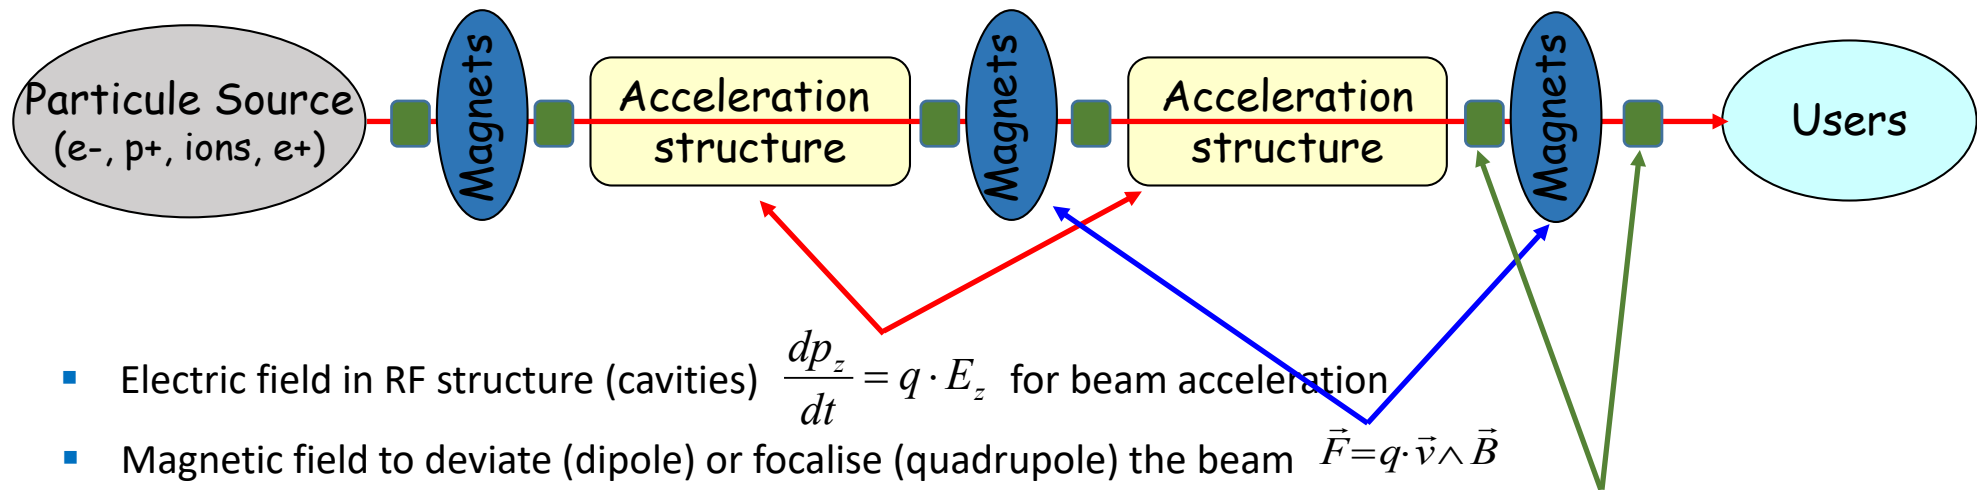 Particule Source
(e-, p+, ions, e+)
Magnets
Acceleration
structure
Magnets
Acceleration
structure
Magnets
Users
▪ Electric field in RF structure (cavities) dp_z/dt = q · E_z for beam acceleration
▪ Magnetic field to deviate (dipole) or focalise (quadrupole) the beam F⃗=q·v⃗∧B⃗